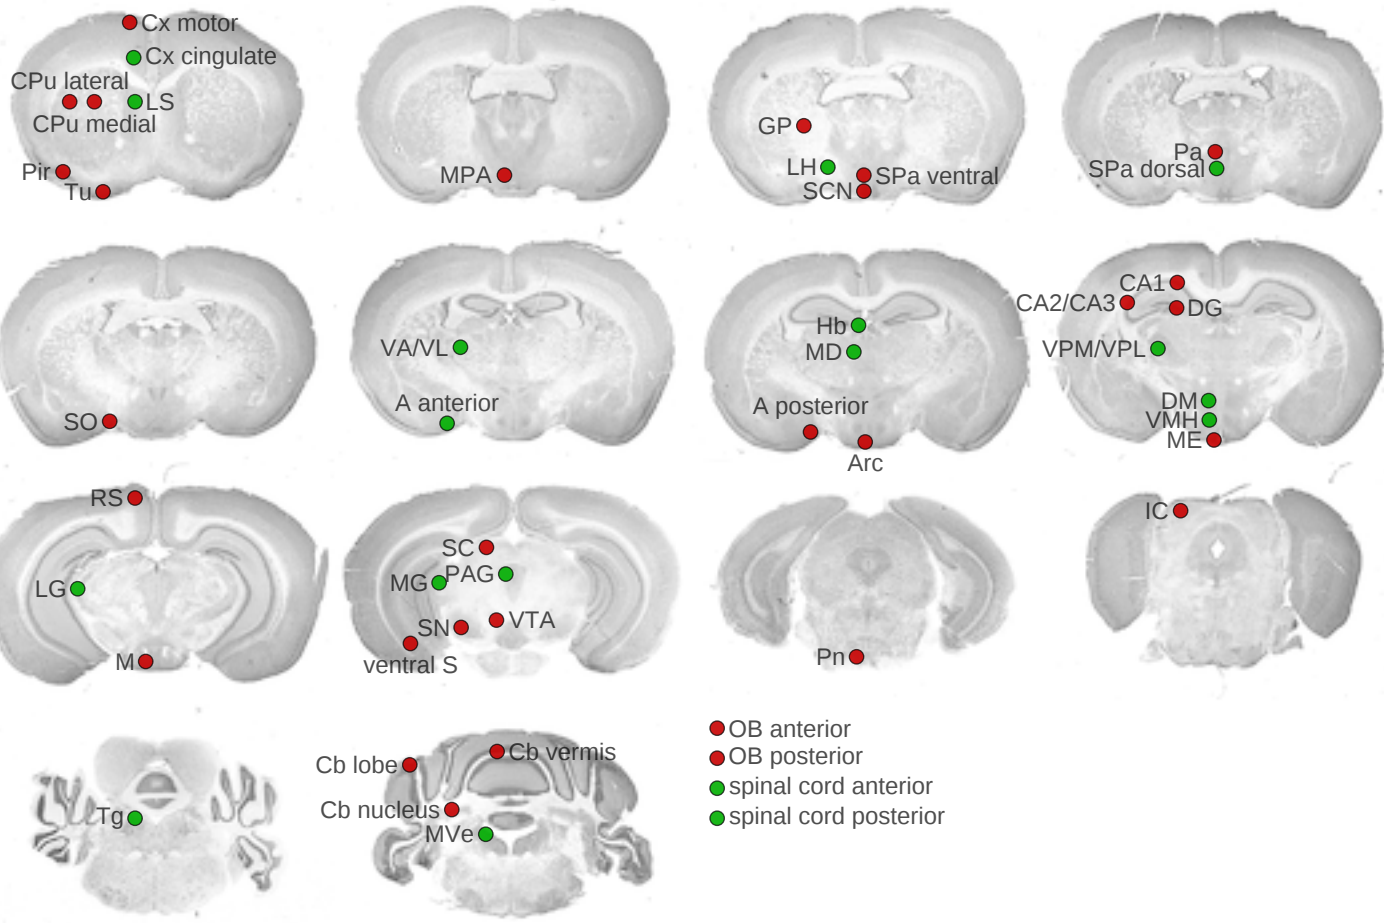 Cx motor
Cx cingulate
CPu lateral
LS
CPu medial
Pir
Tu
MPA
GP
LH
SPa ventral
SCN
Pa
SPa dorsal
SO
VA/VL
A anterior
Hb
MD
A posterior
Arc
CA1
CA2/CA3
DG
VPM/VPL
DM
VMH
ME
RS
LG
M
SC
MG
PAG
SN
VTA
ventral S
Pn
IC
Tg
Cb lobe
Cb vermis
Cb nucleus
MVe
OB anterior
OB posterior
spinal cord anterior
spinal cord posterior